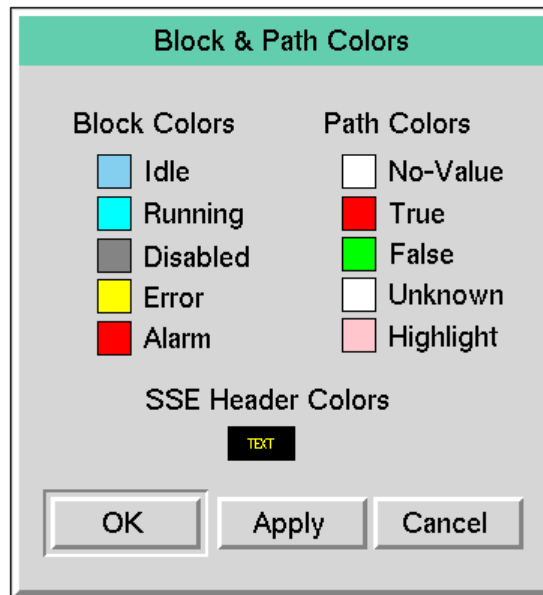 Block & Path Colors
Block Colors
Idle
Running
Disabled
Error
Alarm
Path Colors
No-Value
True
False
Unknown
Highlight
SSE Header Colors
TEXT
OK Apply Cancel